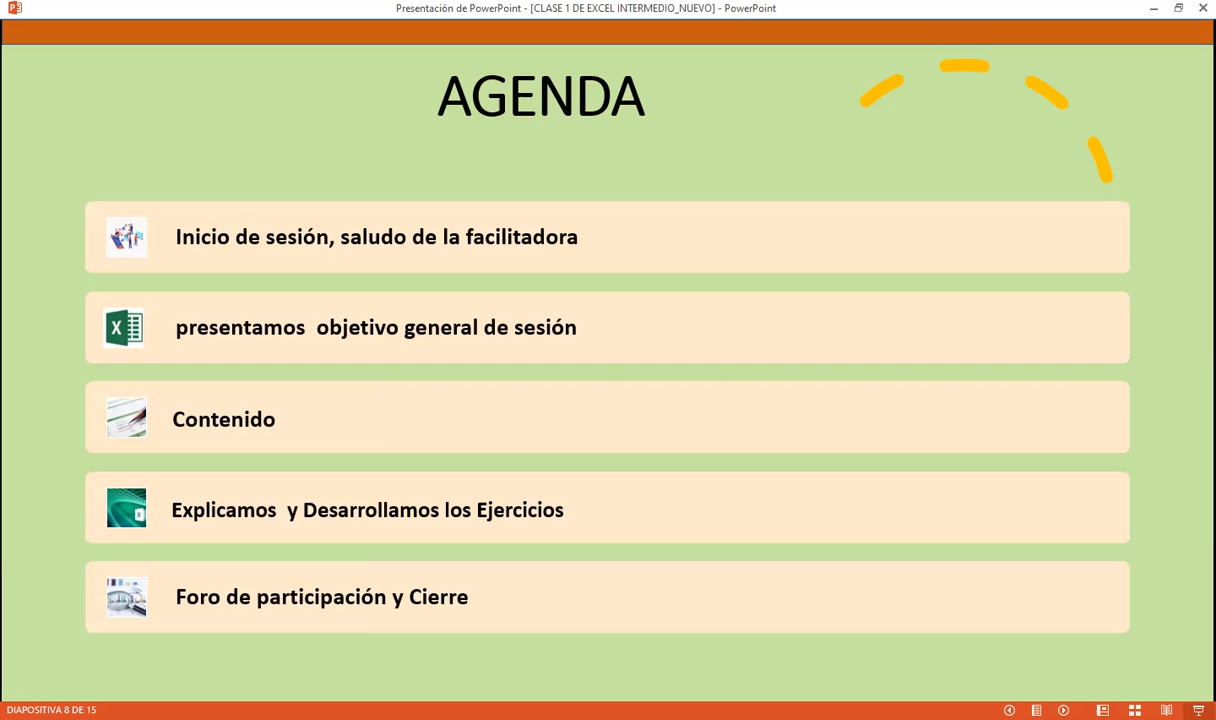 Presentación de PowerPoint - [CLASE 1 DE EXCEL INTERMEDIO_NUEVO] - PowerPoint
AGENDA
Inicio de sesión, saludo de la facilitadora
presentamos  objetivo general de sesión
Contenido
Explicamos  y Desarrollamos los Ejercicios
Foro de participación y Cierre
DIAPOSITIVA 8 DE 15